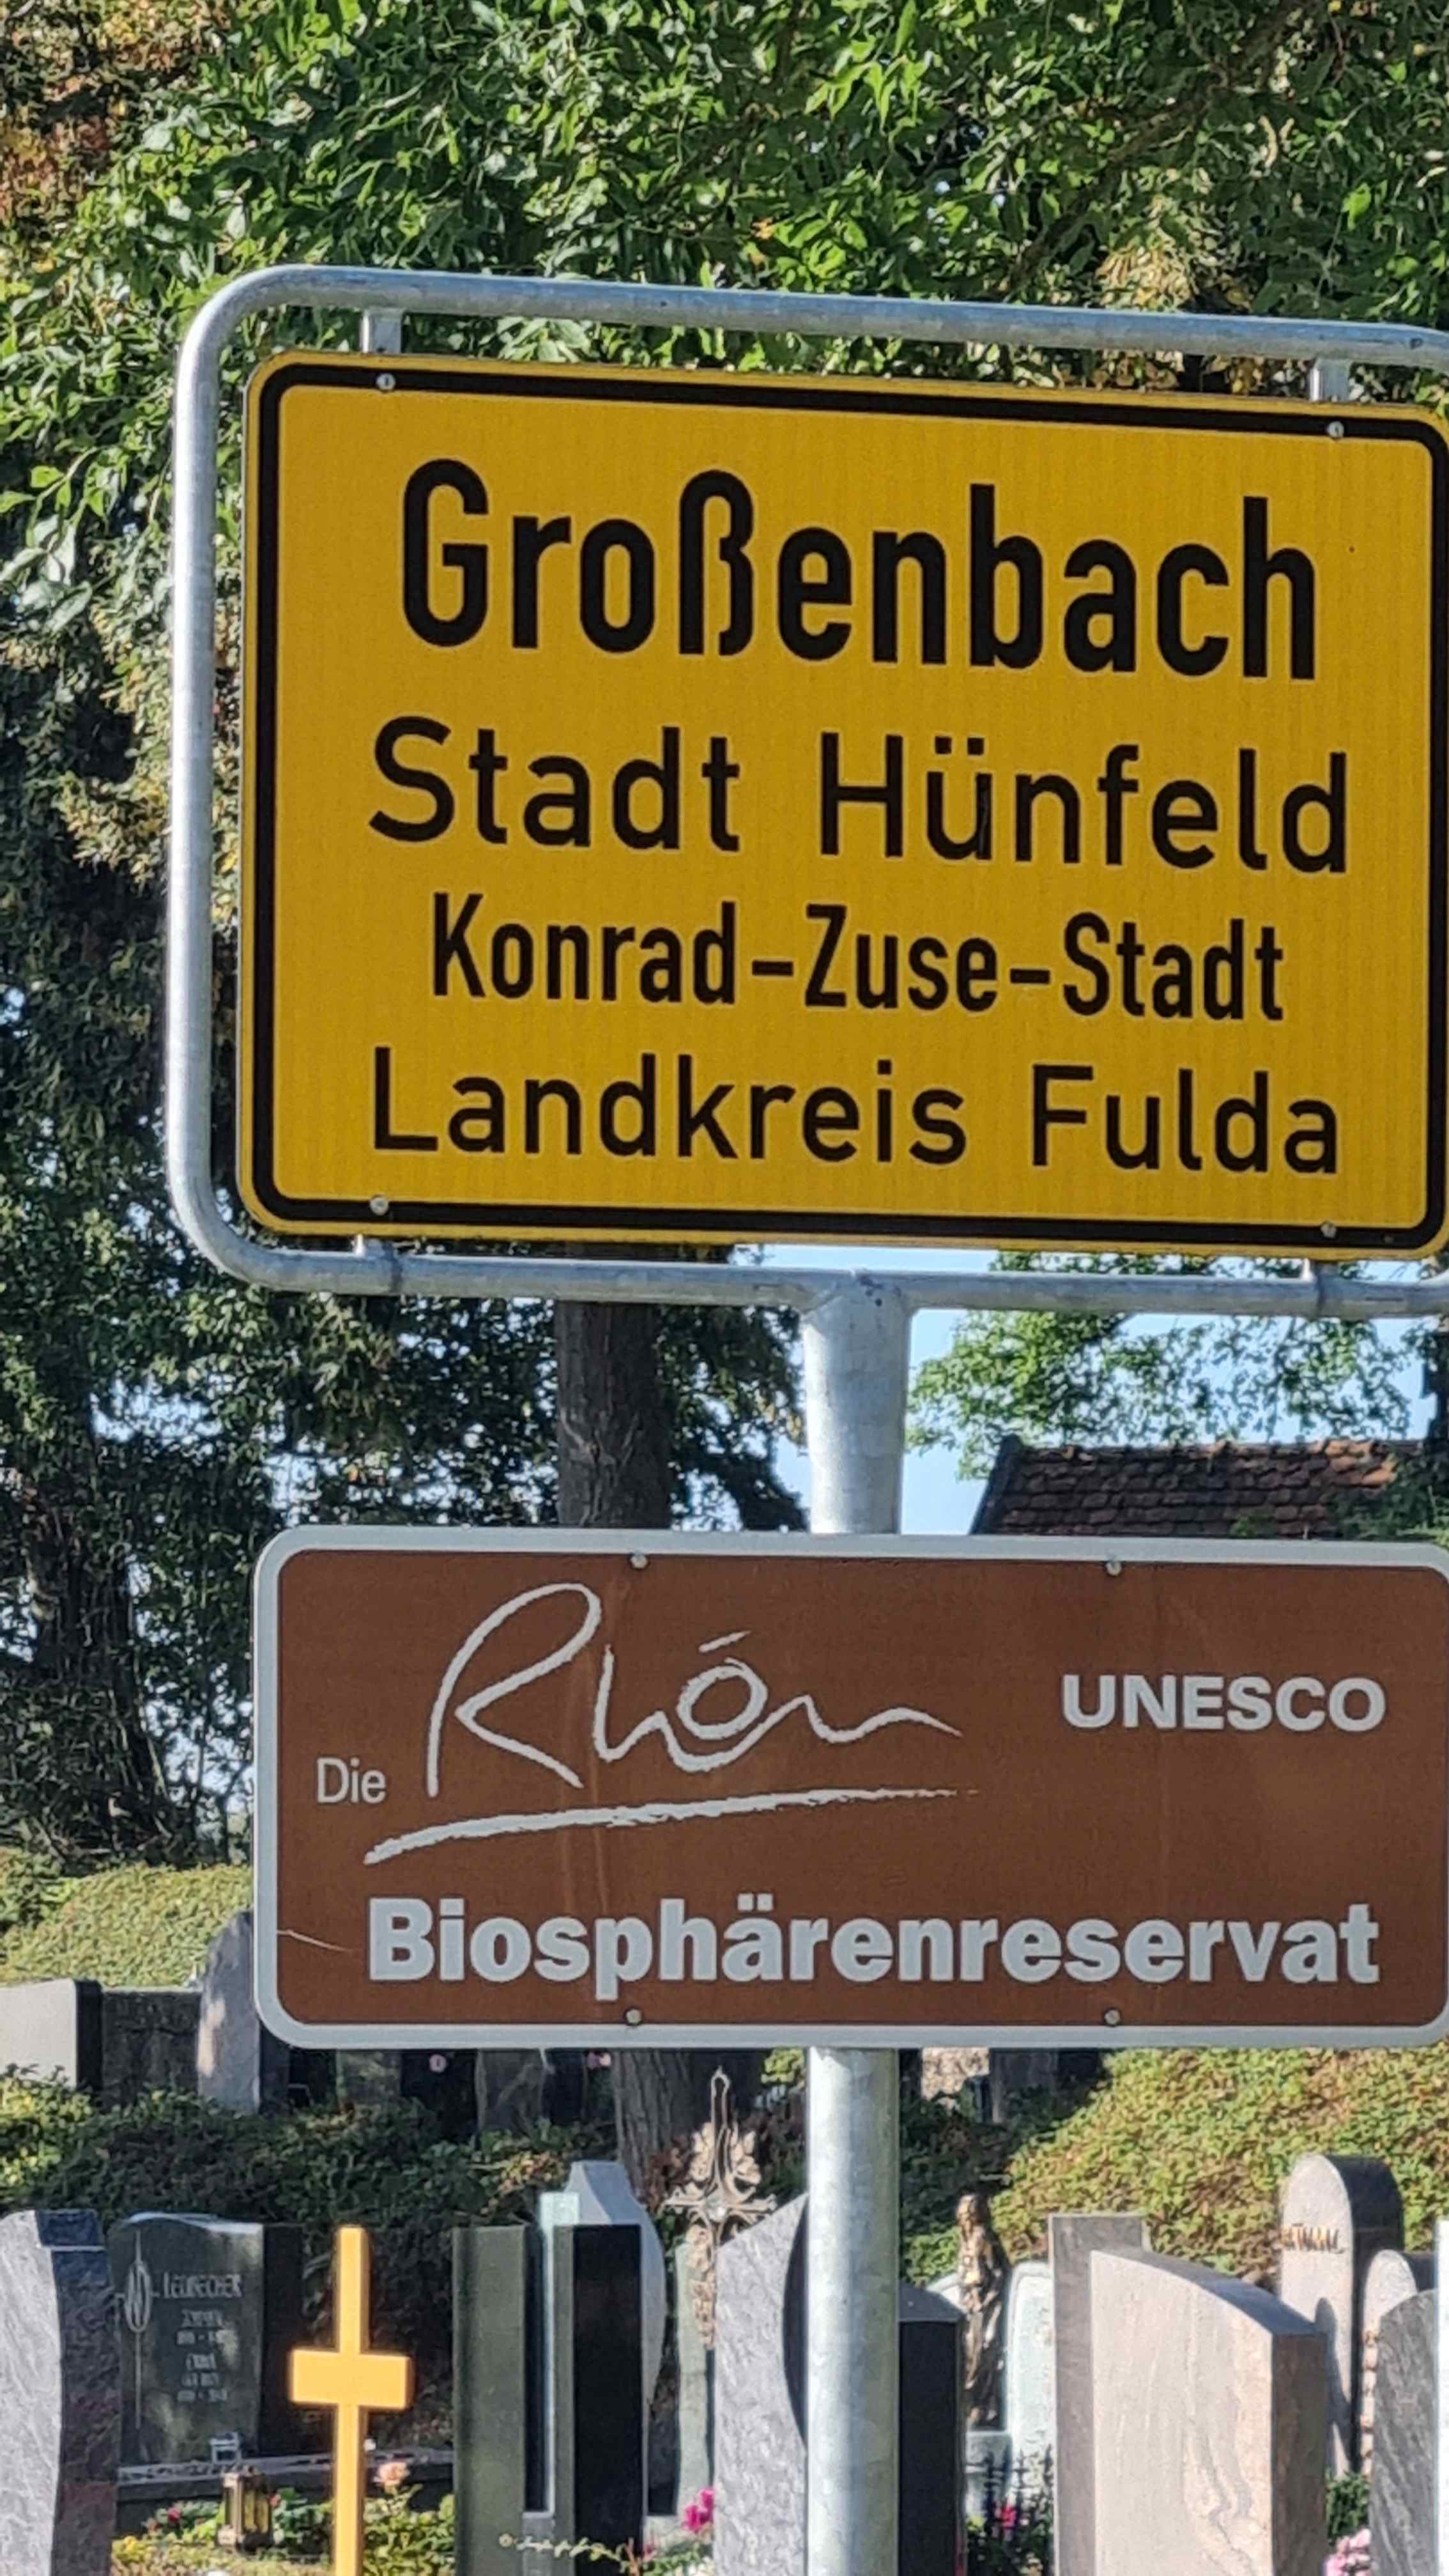 Großenbach
Stadt Hünfeld
Konrad-Zuse-Stadt
Landkreis Fulda
Die Rhön UNESCO
Biosphärenreservat